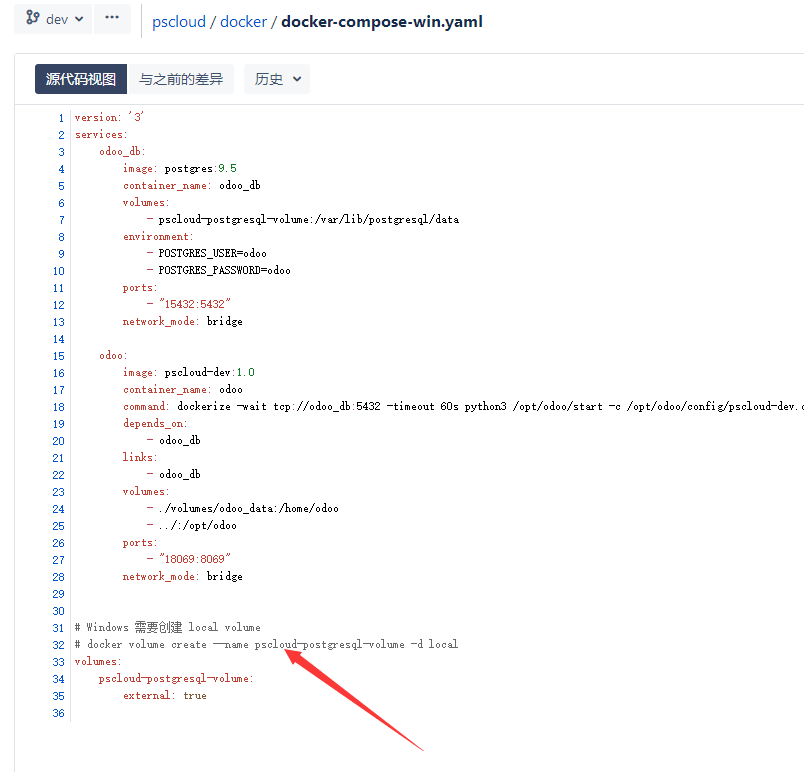 dev ...
pscloud / docker / docker-compose-win.yaml
源代码视图 与之前的差异 历史
1 version: '3'
2 services:
3 odoo_db:
4 image: postgres:9.5
5 container_name: odoo_db
6 volumes:
7 - pscloud-postgresql-volume:/var/lib/postgresql/data
8 environment:
9 - POSTGRES_USER=odoo
10 - POSTGRES_PASSWORD=odoo
11 ports:
12 - "15432:5432"
13 network_mode: bridge
14
15 odoo:
16 image: pscloud-dev:1.0
17 container_name: odoo
18 command: dockerize -wait tcp://odoo_db:5432 -timeout 60s python3 /opt/odoo/start -c /opt/odoo/config/pscloud-dev.
19 depends_on:
20 - odoo_db
21 links:
22 - odoo_db
23 volumes:
24 - ./volumes/odoo_data:/home/odoo
25 - ../:/opt/odoo
26 ports:
27 - "18069:8069"
28 network_mode: bridge
29
30
31 # Windows 需要创建 local volume
32 # docker volume create --name pscloud-postgresql-volume -d local
33 volumes:
34 pscloud-postgresql-volume:
35 external: true
36